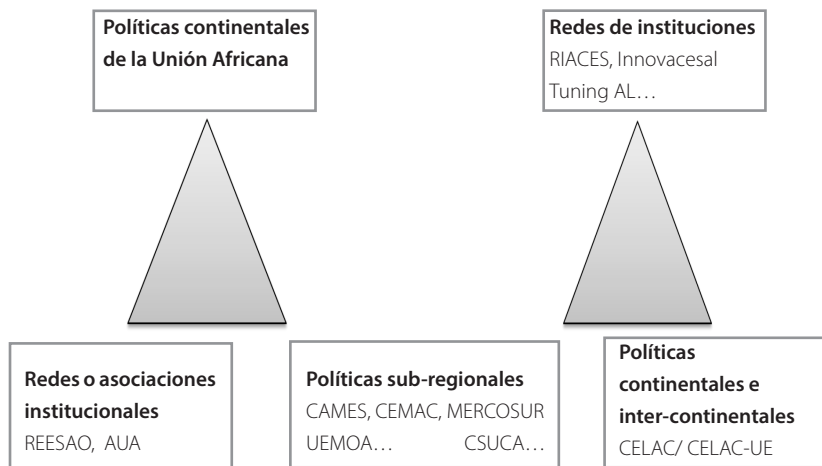 Políticas continentales
de la Unión Africana
Redes de instituciones
RIACES, Innovacesal
Tuning AL…
Redes o asociaciones
institucionales
REESAO, AUA
Políticas sub-regionales
CAMES, CEMAC, MERCOSUR
UEMOA… CSUCA…
Políticas
continentales e
inter-continentales
CELAC/ CELAC-UE